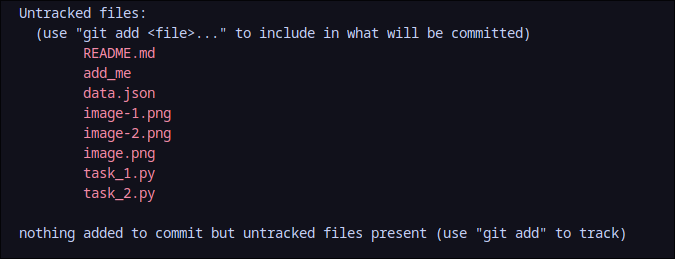 Untracked files:
(use "git add <file>..." to include in what will be committed)
README.md
add_me
data.json
image-1.png
image-2.png
image.png
task_1.py
task_2.py
nothing added to commit but untracked files present (use "git add" to track)